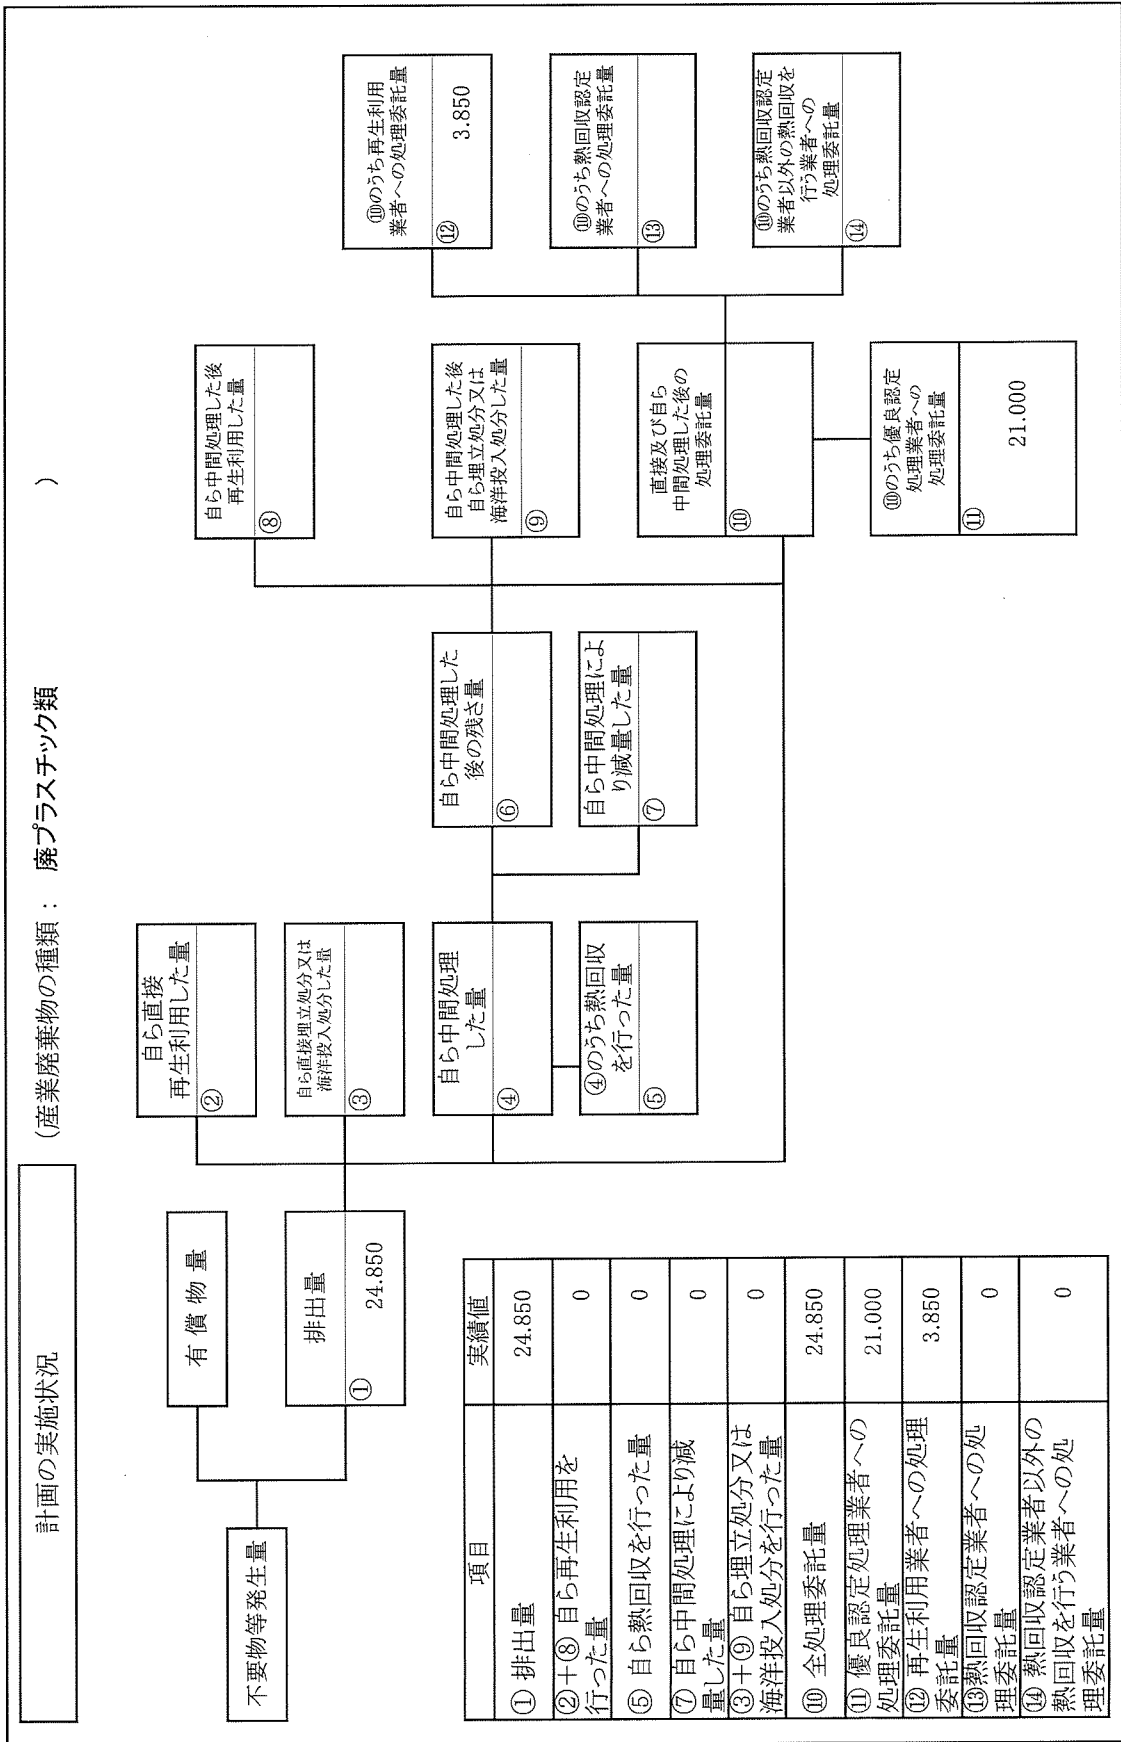 計画の実施状況
(産業廃棄物の種類： 廃プラスチック類 )
不要物等発生量
有 償 物 量
排出量
①
24.850
自ら直接
再生利用した量
②
自ら直接埋立処分又は
海洋投入処分した量
③
自ら中間処理
した量
④
④のうち熱回収
を行った量
⑤
自ら中間処理した
後の残さ量
⑥
自ら中間処理によ
り減量した量
⑦
自ら中間処理した後
再生利用した量
⑧
自ら中間処理した後
自ら埋立処分又は
海洋投入処分した量
⑨
直接及び自ら
中間処理した後の
処理委託量
⑩
⑩のうち優良認定
処理業者への
処理委託量
⑪
21.000
⑩のうち再生利用
業者への処理委託量
⑫
3.850
⑩のうち熱回収認定
業者への処理委託量
⑬
⑩のうち熱回収認定
業者以外の熱回収を
行う業者への
処理委託量
⑭
項目 実績値
① 排出量 24.850
②＋⑧ 自ら再生利用を
行った量 0
⑤ 自ら熱回収を行った量 0
⑦ 自ら中間処理により減
量した量 0
③＋⑨ 自ら埋立処分又は
海洋投入処分を行った量 0
⑩ 全処理委託量 24.850
⑪ 優良認定処理業者への
処理委託量 21.000
⑫ 再生利用業者への処理
委託量 3.850
⑬熱回収認定業者への処
理委託量 0
⑭ 熱回収認定業者以外の
熱回収を行う業者への処
理委託量 0